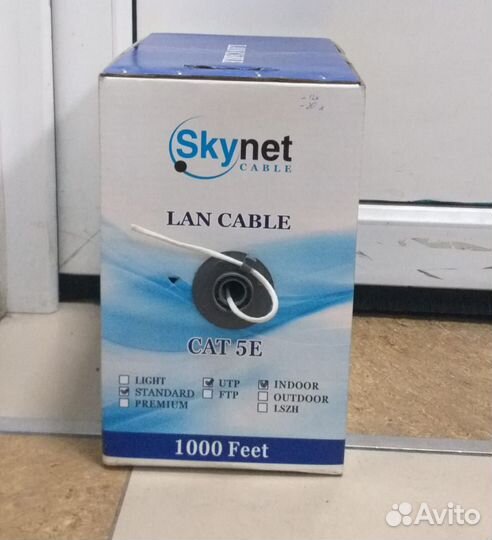 Skynet
CABLE
LAN CABLE
CAT 5E
LIGHT UTP INDOOR
STANDARD FTP OUTDOOR
PREMIUM LSZH
1000 Feet
Avito